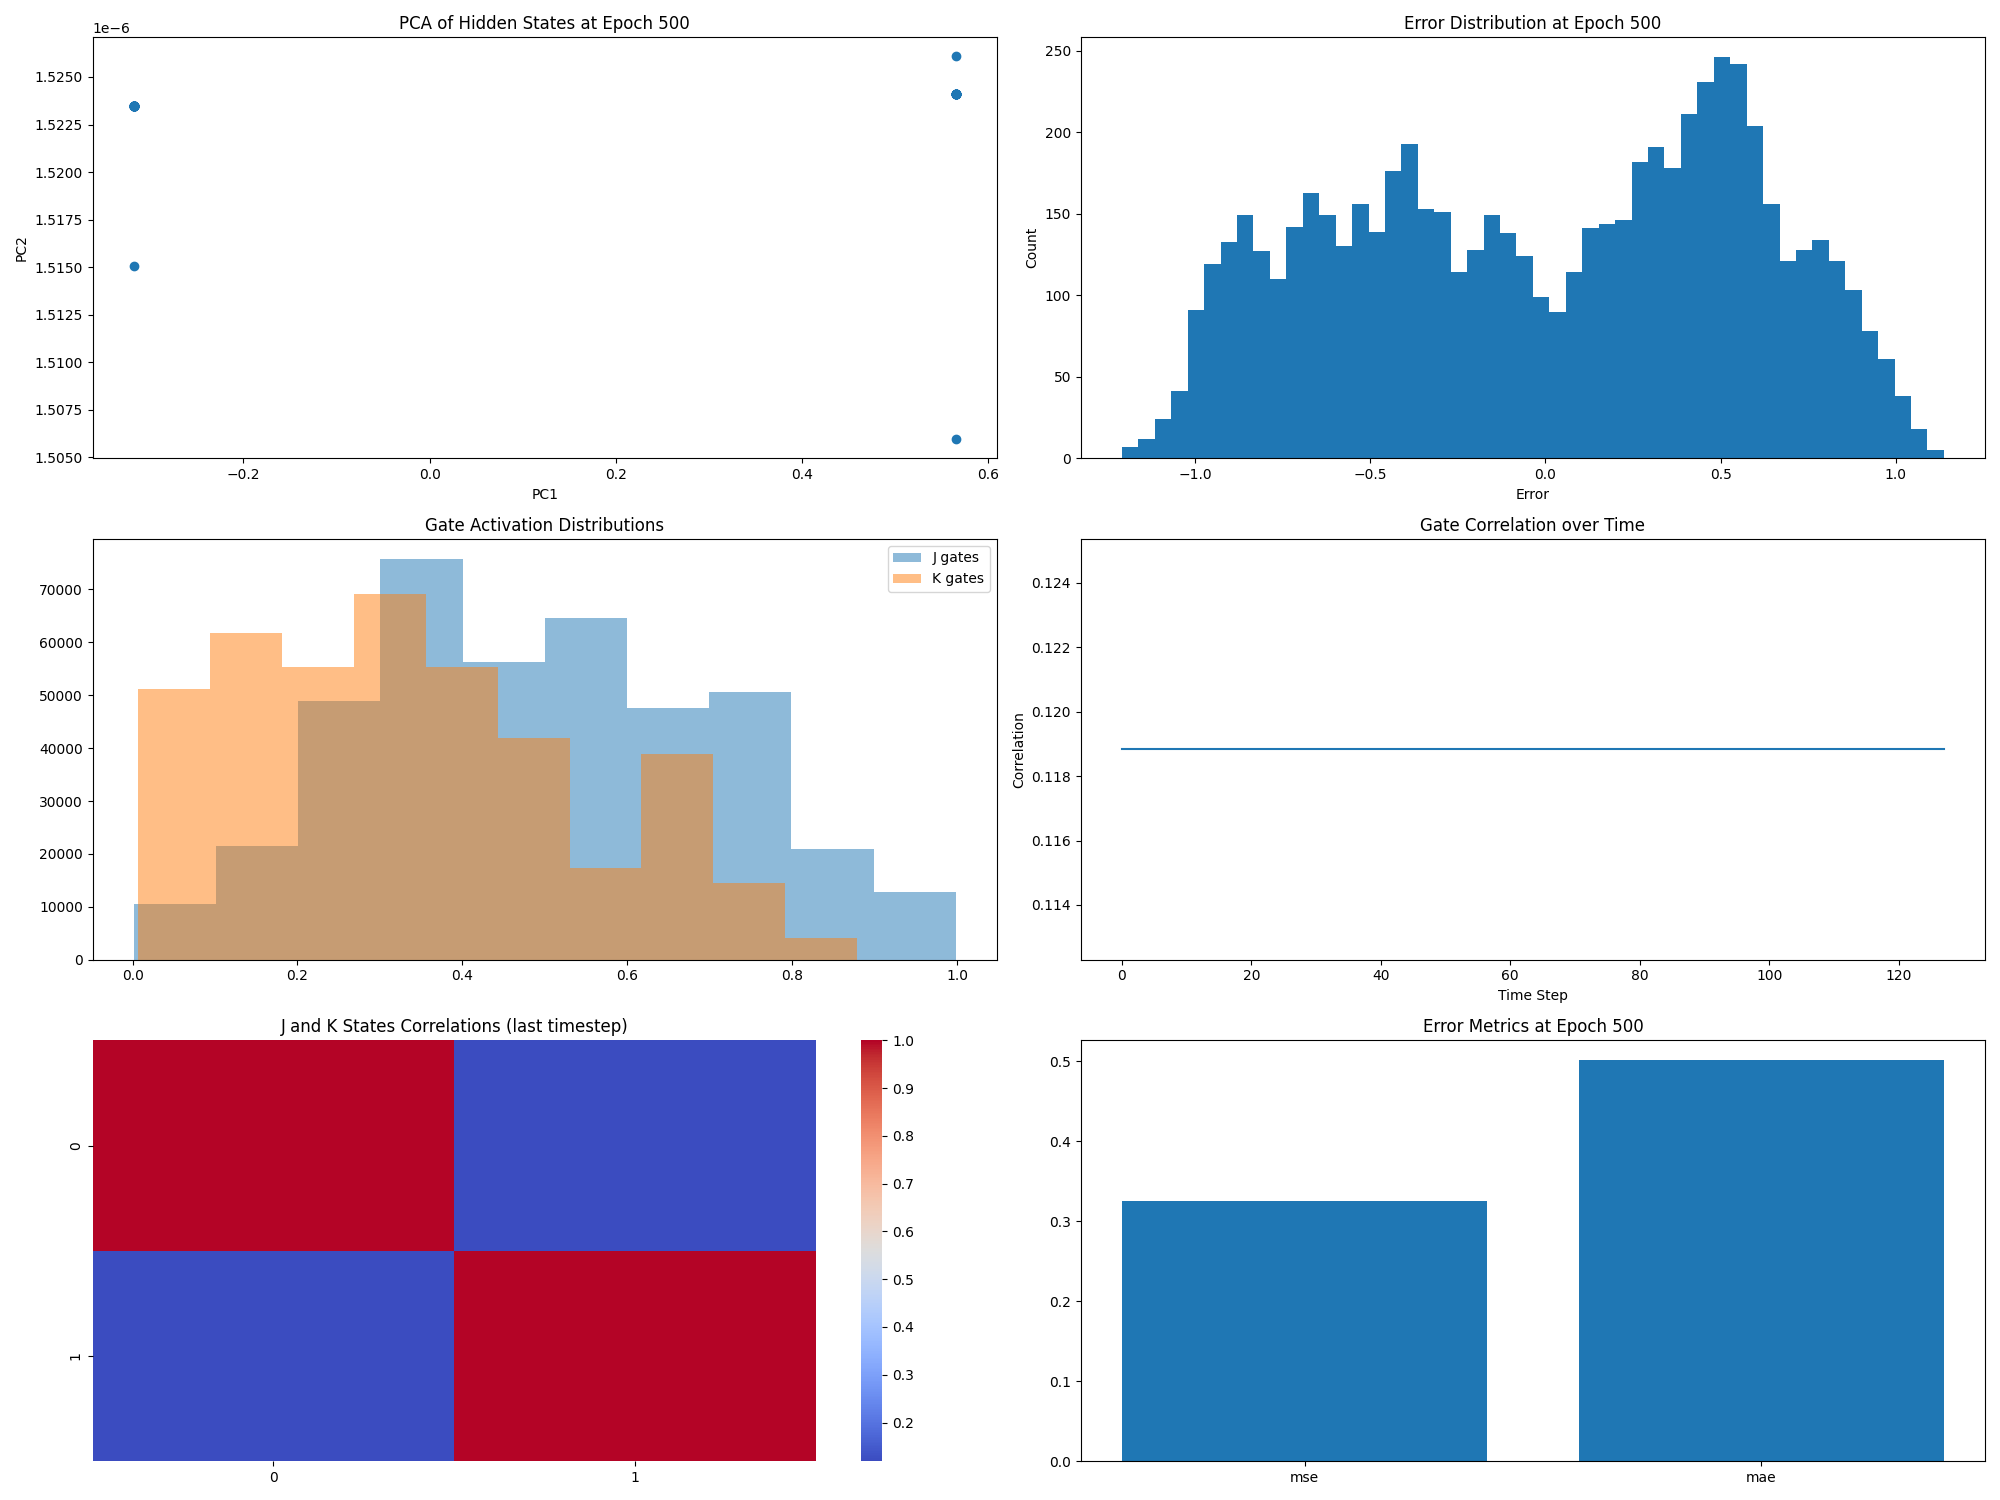 PCA of Hidden States at Epoch 500
1e−6
1.5250
1.5225
1.5200
1.5175
1.5150
1.5125
1.5100
1.5075
1.5050
PC2
−0.2 0.0 0.2 0.4 0.6
PC1
Error Distribution at Epoch 500
250
200
150
100
50
0
Count
−1.0 −0.5 0.0 0.5 1.0
Error
Gate Activation Distributions
J gates
K gates
70000
60000
50000
40000
30000
20000
10000
0
0.0 0.2 0.4 0.6 0.8 1.0
Gate Correlation over Time
0.124
0.122
0.120
0.118
0.116
0.114
Correlation
0 20 40 60 80 100 120
Time Step
J and K States Correlations (last timestep)
0
1
0 1
1.0
0.9
0.8
0.7
0.6
0.5
0.4
0.3
0.2
Error Metrics at Epoch 500
0.5
0.4
0.3
0.2
0.1
0.0
mse mae